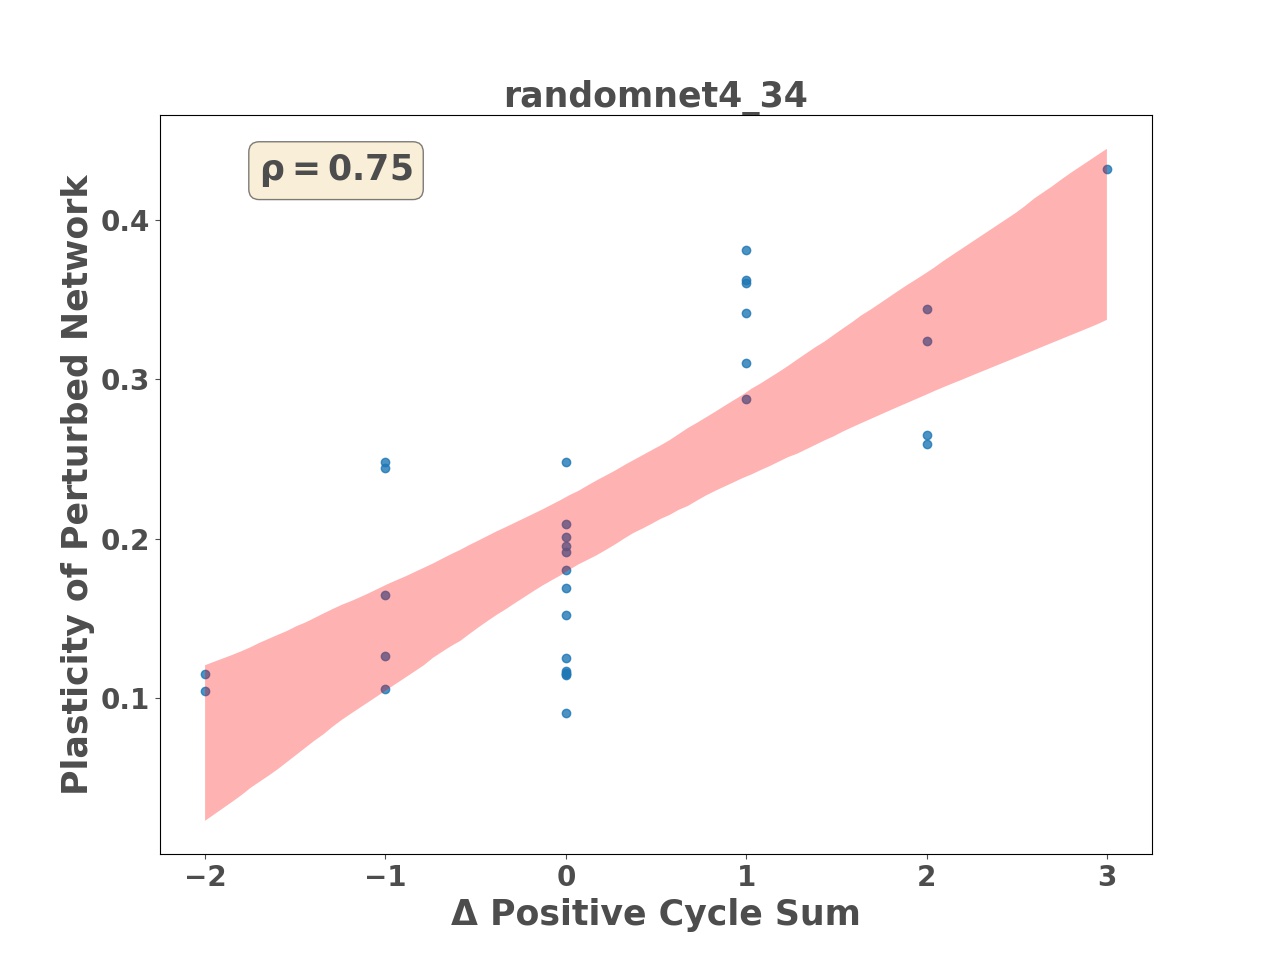 randomnet4_34
ρ = 0.75
Plasticity of Perturbed Network
0.4
0.3
0.2
0.1
−2 −1 0 1 2 3
Δ Positive Cycle Sum